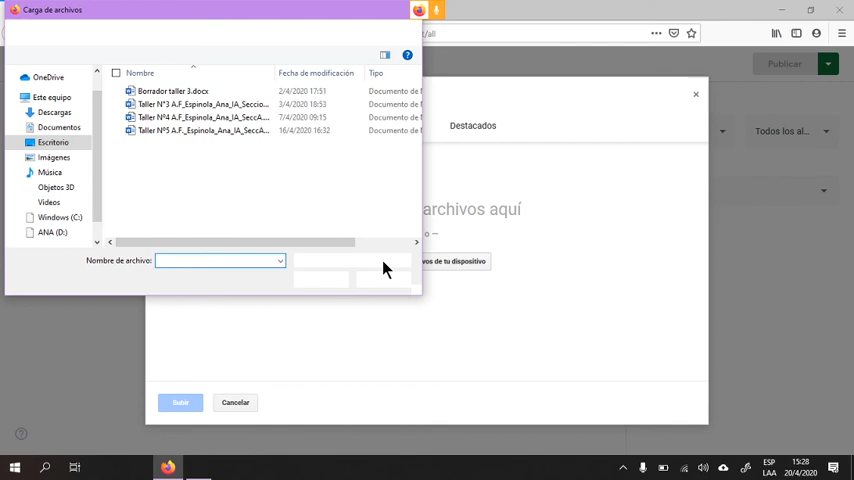 Carga de archivos
t/all
Publicar
OneDrive
Este equipo
Descargas
Documentos
Escritorio
Imágenes
Música
Objetos 3D
Videos
Windows (C:)
ANA (D:)
Nombre
Fecha de modificación
Tipo
Borrador taller 3.docx
2/4/2020 17:51
Documento de
Taller N°3 A.F_Espinola_Ana_IA_Seccio...
3/4/2020 18:53
Documento de
Taller Nº4 A.F_Espinola_Ana_IA_SeccA...
7/4/2020 09:15
Documento de
Taller Nº5 A.F._Espinola_Ana_IA_SeccA...
16/4/2020 16:32
Documento de
Nombre de archivo:
Destacados
Todos los al...
archivos aquí
o —
vos de tu dispositivo
Subir
Cancelar
ESP
LAA
15:28
20/4/2020